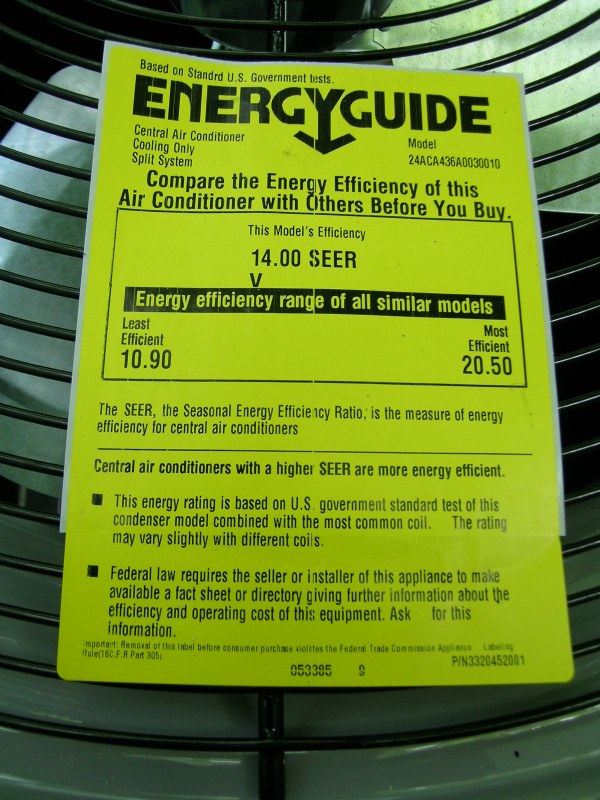 Based on Standrd U.S. Government tests.
ENERGYGUIDE
Central Air Conditioner
Cooling Only
Split System
Model
24ACA436A0030010
Compare the Energy Efficiency of this
Air Conditioner with Others Before You Buy.
This Model's Efficiency
14.00 SEER
V
Energy efficiency range of all similar models
Least
Efficient
10.90
Most
Efficient
20.50
The SEER, the Seasonal Energy Efficiency Ratio, is the measure of energy
efficiency for central air conditioners
Central air conditioners with a higher SEER are more energy efficient.
■ This energy rating is based on U.S. government standard test of this
condenser model combined with the most common coil. The rating
may vary slightly with different coils.
■ Federal law requires the seller or installer of this appliance to make
available a fact sheet or directory giving further information about the
efficiency and operating cost of this equipment. Ask for this
information.
Important: Removal of this label before consumer purchase violates the Federal Trade Commission Appliance Labeling
Rule(16C.F.R Part 305).
P/N3320452001
053385 9